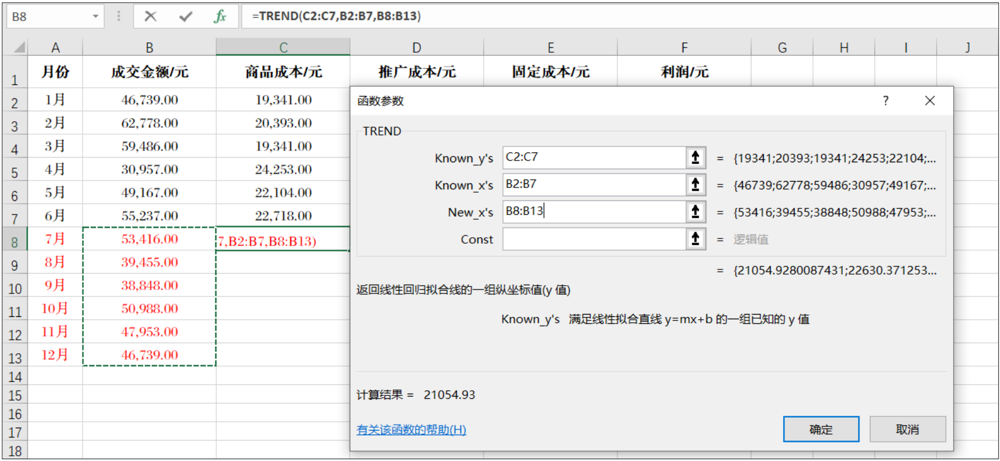 B8 fx =TREND(C2:C7,B2:B7,B8:B13)
A B C D E F G H I J
1 月份 成交金额/元 商品成本/元 推广成本/元 固定成本/元 利润/元
2 1月 46,739.00 19,341.00
3 2月 62,778.00 20,393.00
4 3月 59,486.00 19,341.00
5 4月 30,957.00 24,253.00
6 5月 49,167.00 22,104.00
7 6月 55,237.00 22,718.00
8 7月 53,416.00 7,B2:B7,B8:B13)
9 8月 39,455.00
10 9月 38,848.00
11 10月 50,988.00
12 11月 47,953.00
13 12月 46,739.00
14
15
16
17
18
函数参数 ?
TREND
Known_y's C2:C7 = {19341;20393;19341;24253;22104;...
Known_x's B2:B7 = {46739;62778;59486;30957;49167;...
New_x's B8:B13 = {53416;39455;38848;50988;47953;...
Const = 逻辑值
= {21054.9280087431;22630.371253...
返回线性回归拟合线的一组纵坐标值(y 值)
Known_y's 满足线性拟合直线 y=mx+b 的一组已知的 y 值
计算结果 = 21054.93
有关该函数的帮助(H)
确定 取消